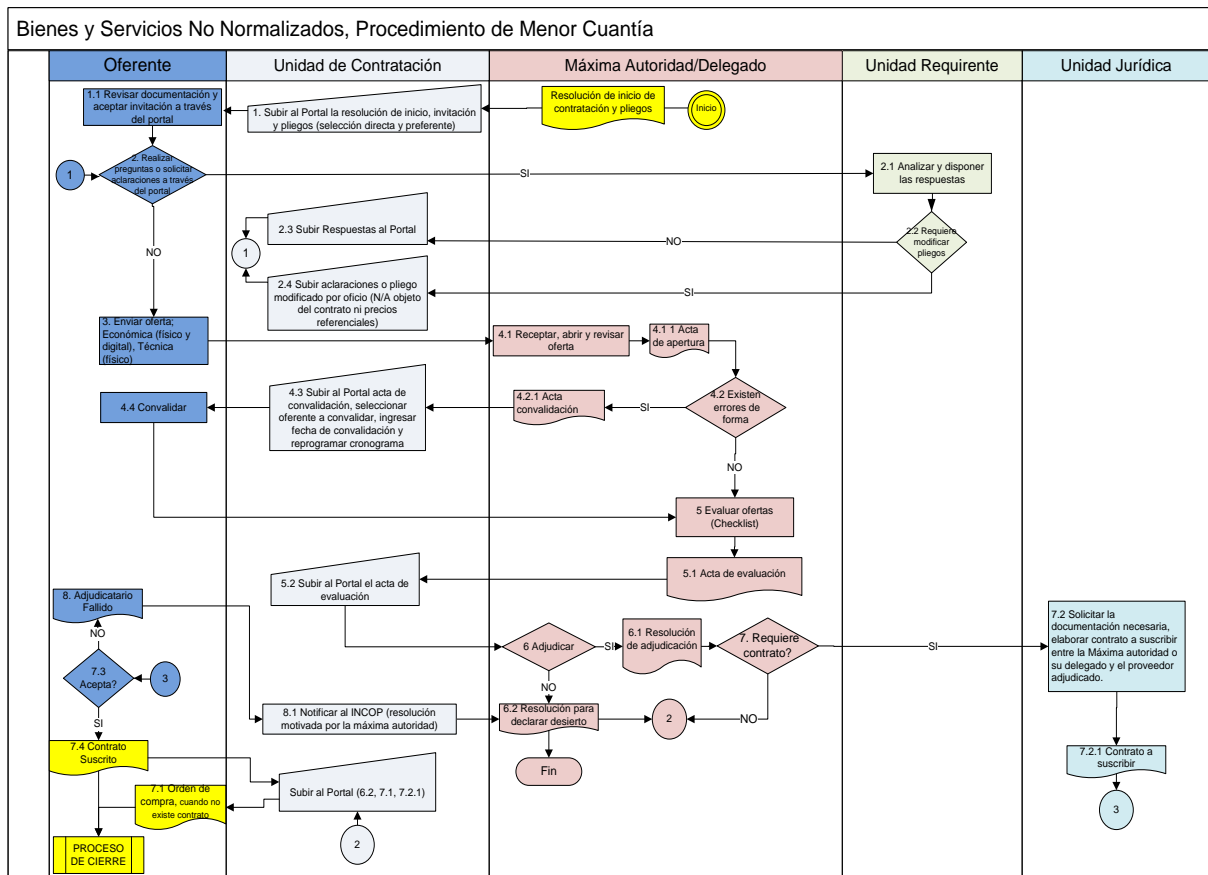 Bienes y Servicios No Normalizados, Procedimiento de Menor Cuantía
Oferente
Unidad de Contratación
Máxima Autoridad/Delegado
Unidad Requirente
Unidad Jurídica
1.1 Revisar documentación y
aceptar invitación a través
del portal
1. Subir al Portal la resolución de inicio, invitación
y pliegos (selección directa y preferente)
Resolución de inicio de
contratación y pliegos
Inicio
1
2. Realizar
preguntas o solicitar
aclaraciones a través
del portal
SI
2.1 Analizar y disponer
las respuestas
NO
2.3 Subir Respuestas al Portal
NO
2.2 Requiere
modificar
pliegos
1
2.4 Subir aclaraciones o pliego
modificado por oficio (N/A objeto
del contrato ni precios
referenciales)
SI
3. Enviar oferta;
Económica (físico y
digital), Técnica
(físico)
4.1 Receptar, abrir y revisar
oferta
4.1 1 Acta
de apertura
4.4 Convalidar
4.3 Subir al Portal acta de
convalidación, seleccionar
oferente a convalidar, ingresar
fecha de convalidación y
reprogramar cronograma
4.2.1 Acta
convalidación
SI
4.2 Existen
errores de
forma
NO
5 Evaluar ofertas
(Checklist)
5.1 Acta de evaluación
5.2 Subir al Portal el acta de
evaluación
8. Adjudicatario
Fallido
NO
6 Adjudicar
SI
6.1 Resolución
de adjudicación
7. Requiere
contrato?
SI
7.2 Solicitar la
documentación necesaria,
elaborar contrato a suscribir
entre la Máxima autoridad o
su delegado y el proveedor
adjudicado.
7.3
Acepta?
3
NO
SI
8.1 Notificar al INCOP (resolución
motivada por la máxima autoridad)
6.2 Resolución para
declarar desierto
2
NO
7.4 Contrato
Suscrito
Fin
7.2.1 Contrato a
suscribir
7.1 Orden de
compra, cuando no
existe contrato
Subir al Portal (6.2, 7.1, 7.2.1)
3
PROCESO
DE CIERRE
2